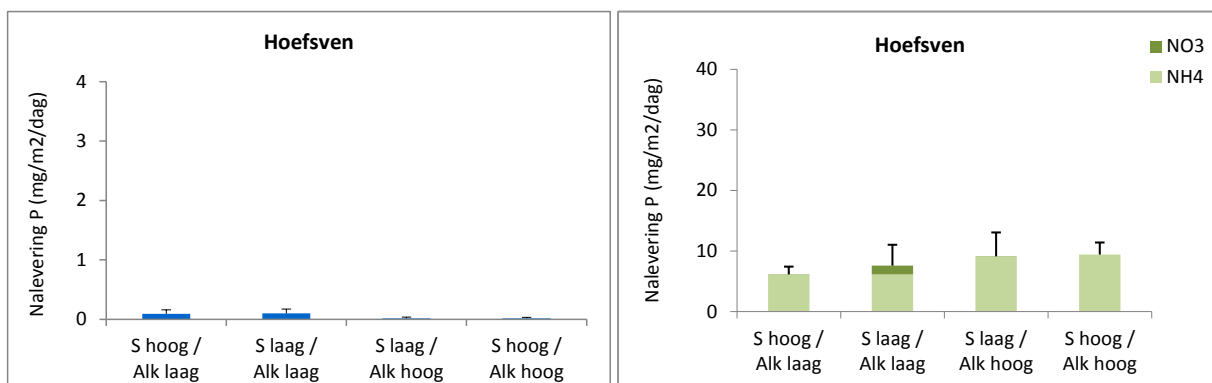 Hoefsven
Nalevering P (mg/m2/dag)
4
3
2
1
0
S hoog /
Alk laag
S laag /
Alk laag
S laag /
Alk hoog
S hoog /
Alk hoog
Hoefsven
NO3
NH4
Nalevering P (mg/m2/dag)
40
30
20
10
0
S hoog /
Alk laag
S laag /
Alk laag
S laag /
Alk hoog
S hoog /
Alk hoog